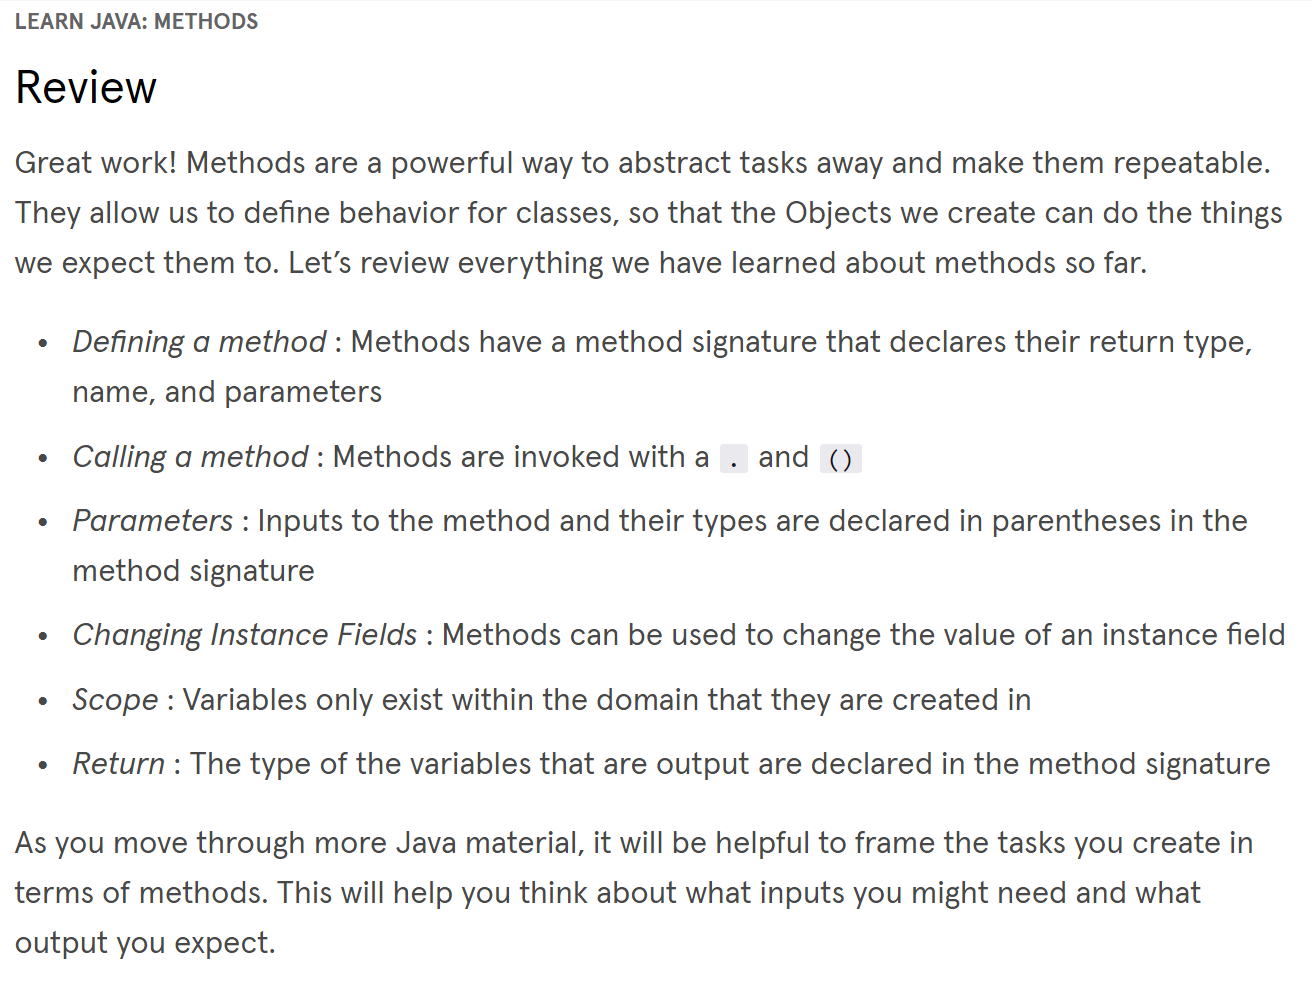 LEARN JAVA: METHODS
Review
Great work! Methods are a powerful way to abstract tasks away and make them repeatable.
They allow us to define behavior for classes, so that the Objects we create can do the things
we expect them to. Let’s review everything we have learned about methods so far.
• Defining a method : Methods have a method signature that declares their return type,
name, and parameters
• Calling a method : Methods are invoked with a . and ()
• Parameters : Inputs to the method and their types are declared in parentheses in the
method signature
• Changing Instance Fields : Methods can be used to change the value of an instance field
• Scope : Variables only exist within the domain that they are created in
• Return : The type of the variables that are output are declared in the method signature
As you move through more Java material, it will be helpful to frame the tasks you create in
terms of methods. This will help you think about what inputs you might need and what
output you expect.